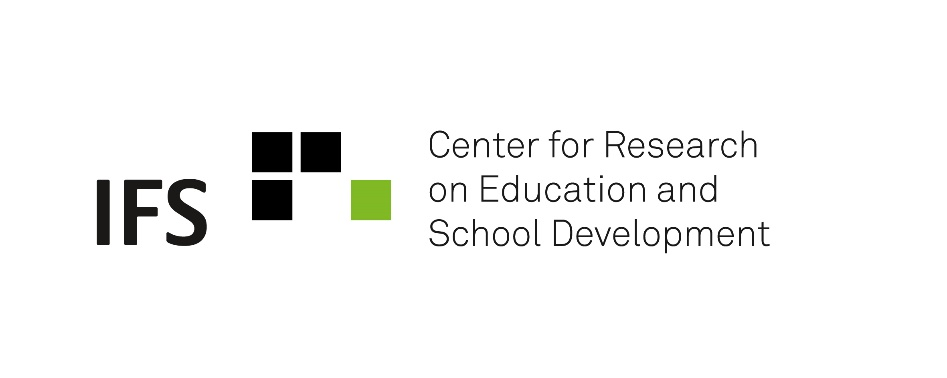 IFS
Center for Research
on Education and
School Development